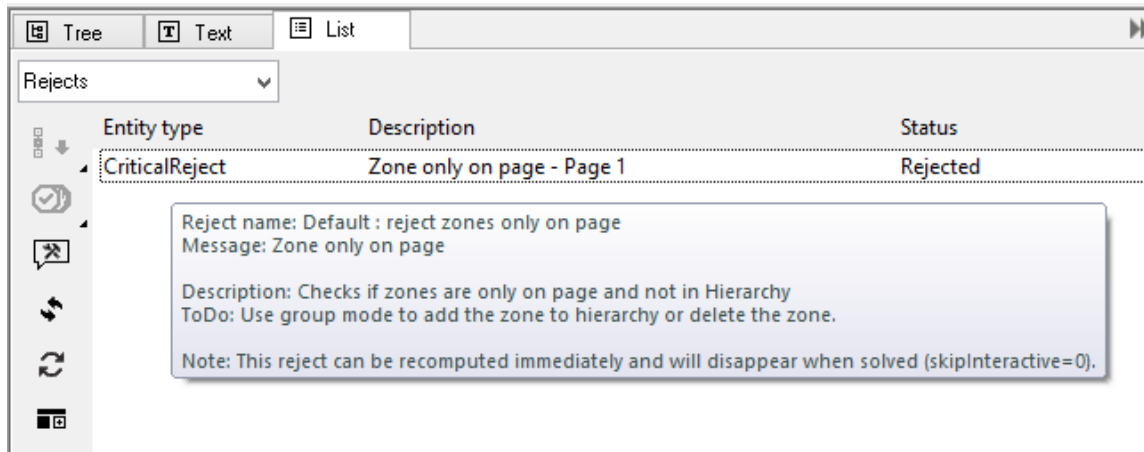 Tree
Text
List
Rejects
Entity type Description Status
CriticalReject Zone only on page - Page 1 Rejected
Reject name: Default : reject zones only on page
Message: Zone only on page
Description: Checks if zones are only on page and not in Hierarchy
ToDo: Use group mode to add the zone to hierarchy or delete the zone.
Note: This reject can be recomputed immediately and will disappear when solved (skipInteractive=0).